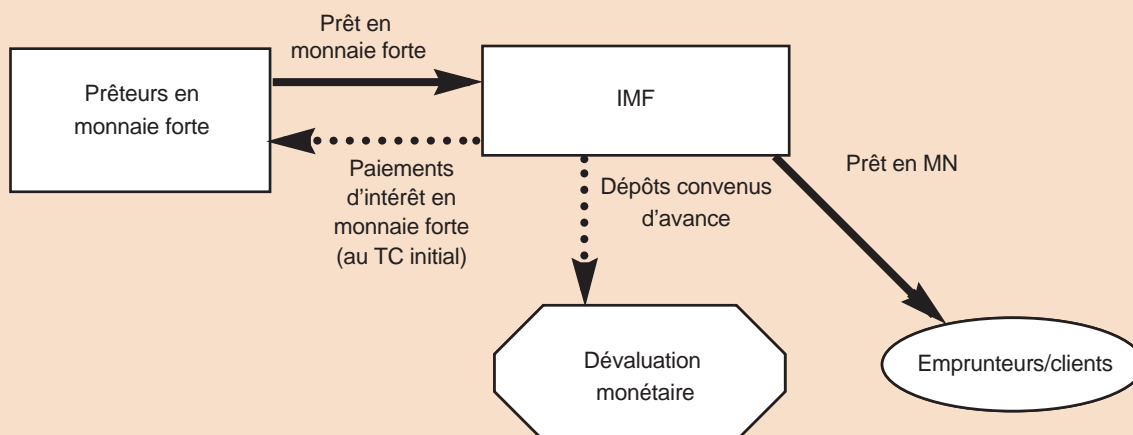 Prêt en
monnaie forte
Prêteurs en
monnaie forte
IMF
Paiements
d'intérêt en
monnaie forte
(au TC initial)
Dépôts convenus
d'avance
Prêt en MN
Dévaluation
monétaire
Emprunteurs/clients